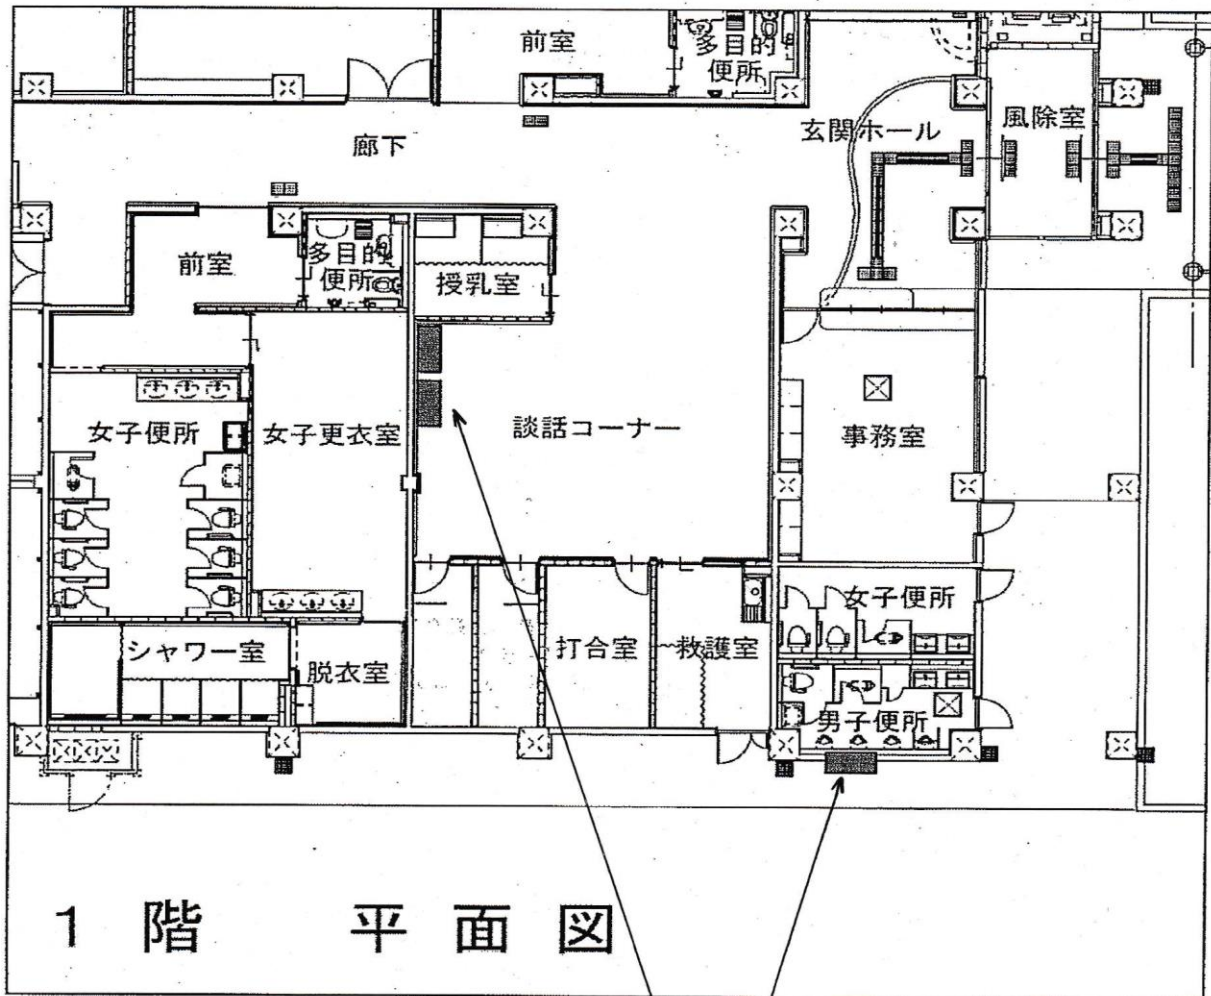 前室
多目的
便所
玄関ホール
風除室
廊下
前室
多目的
便所
授乳室
女子便所
女子更衣室
談話コーナー
事務室
女子便所
シャワー室
脱衣室
打合室
救護室
男子便所
1階 平面図